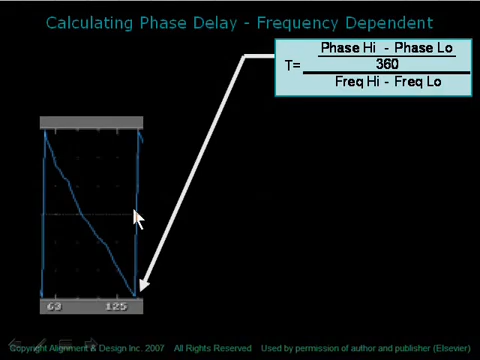 Calculating Phase Delay - Frequency Dependent
Phase Hi - Phase Lo
T=
360
Freq Hi - Freq Lo
63 125
Copyright Alignment & Design Inc. 2007 All Rights Reserved Used by permission of author and publisher (Elsevier)